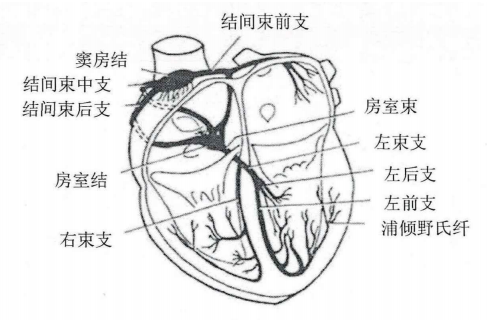 结间束前支
窦房结
结间束中支
结间束后支
房室束
左束支
房室结
左后支
左前支
浦倾野氏纤
右束支